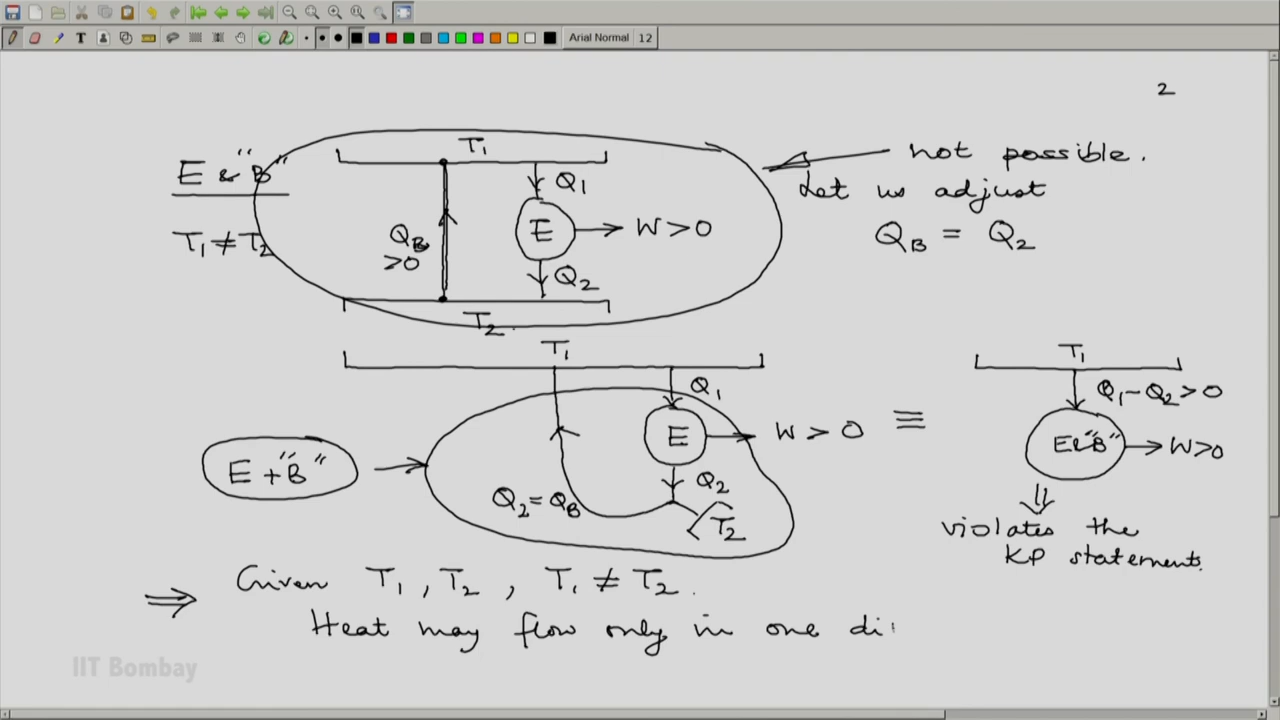 Arial Normal 12
2
E & "B"
T1 ≠ T2
T1
Q1
E
W > 0
QB
>0
Q2
T2
not possible.
Let us adjust
QB = Q2
T1
Q1
E
W > 0
Q2
Q2 = QB
T2
E + "B"
≡
T1
Q1 - Q2 > 0
E & "B"
W > 0
⇓
violates the
KP statement.
⇒ Given T1, T2, T1 ≠ T2.
Heat may flow only in one di
IIT Bombay